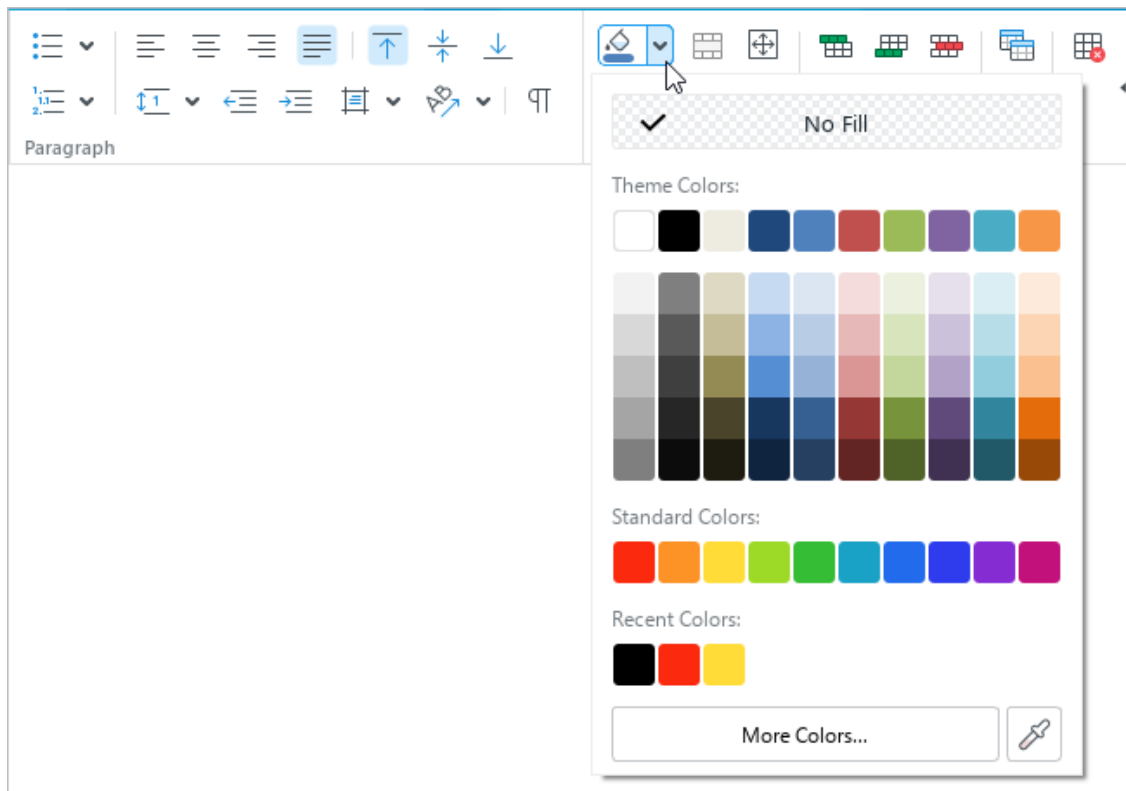 Paragraph
No Fill
Theme Colors:
Standard Colors:
Recent Colors:
More Colors...